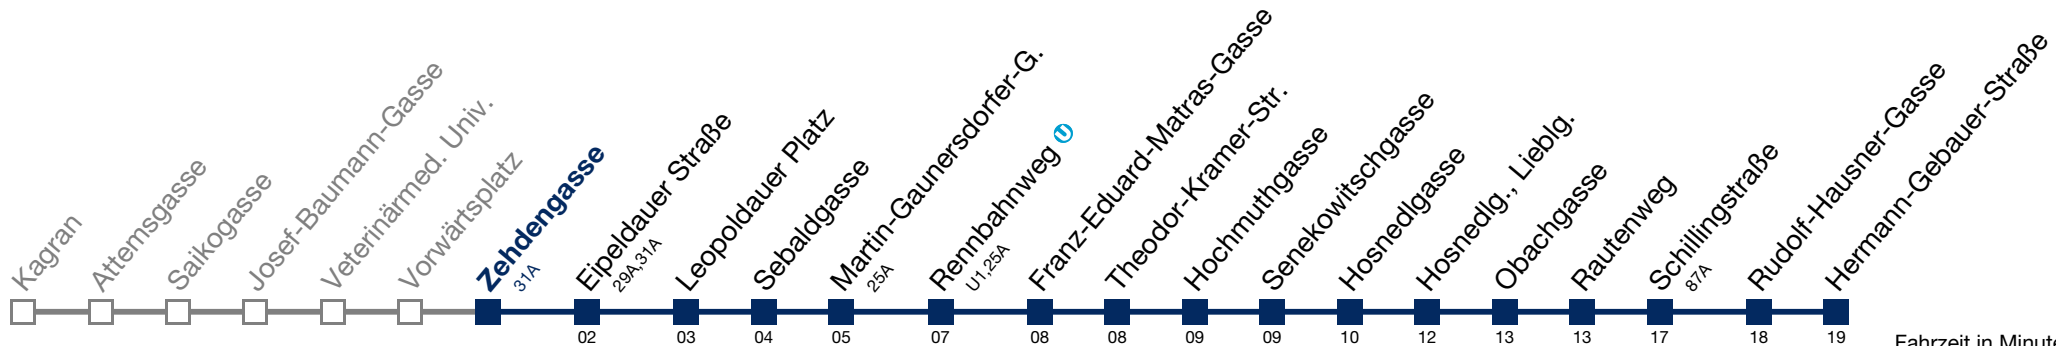 Kagran
Attemsgasse
Saikogasse
Josef-Baumann-Gasse
Veterinärmed. Univ.
Vorwärtsplatz
Zehdengasse
31A
Eipeldauer Straße
29A,31A
Leopoldauer Platz
Sebaldgasse
Martin-Gaunersdorfer-G.
25A
Rennbahnweg U
U1,25A
Franz-Eduard-Matras-Gasse
Theodor-Kramer-Str.
Hochmuthgasse
Senekowitschgasse
Hosnedlgasse
Hosnedlg., Lieblg.
Obachgasse
Rautenweg
Schillingstraße
87A
Rudolf-Hausner-Gasse
Hermann-Gebauer-Straße
02 03 04 05 07 08 08 09 09 10 12 13 13 17 18 19
Fahrzeit in Minute